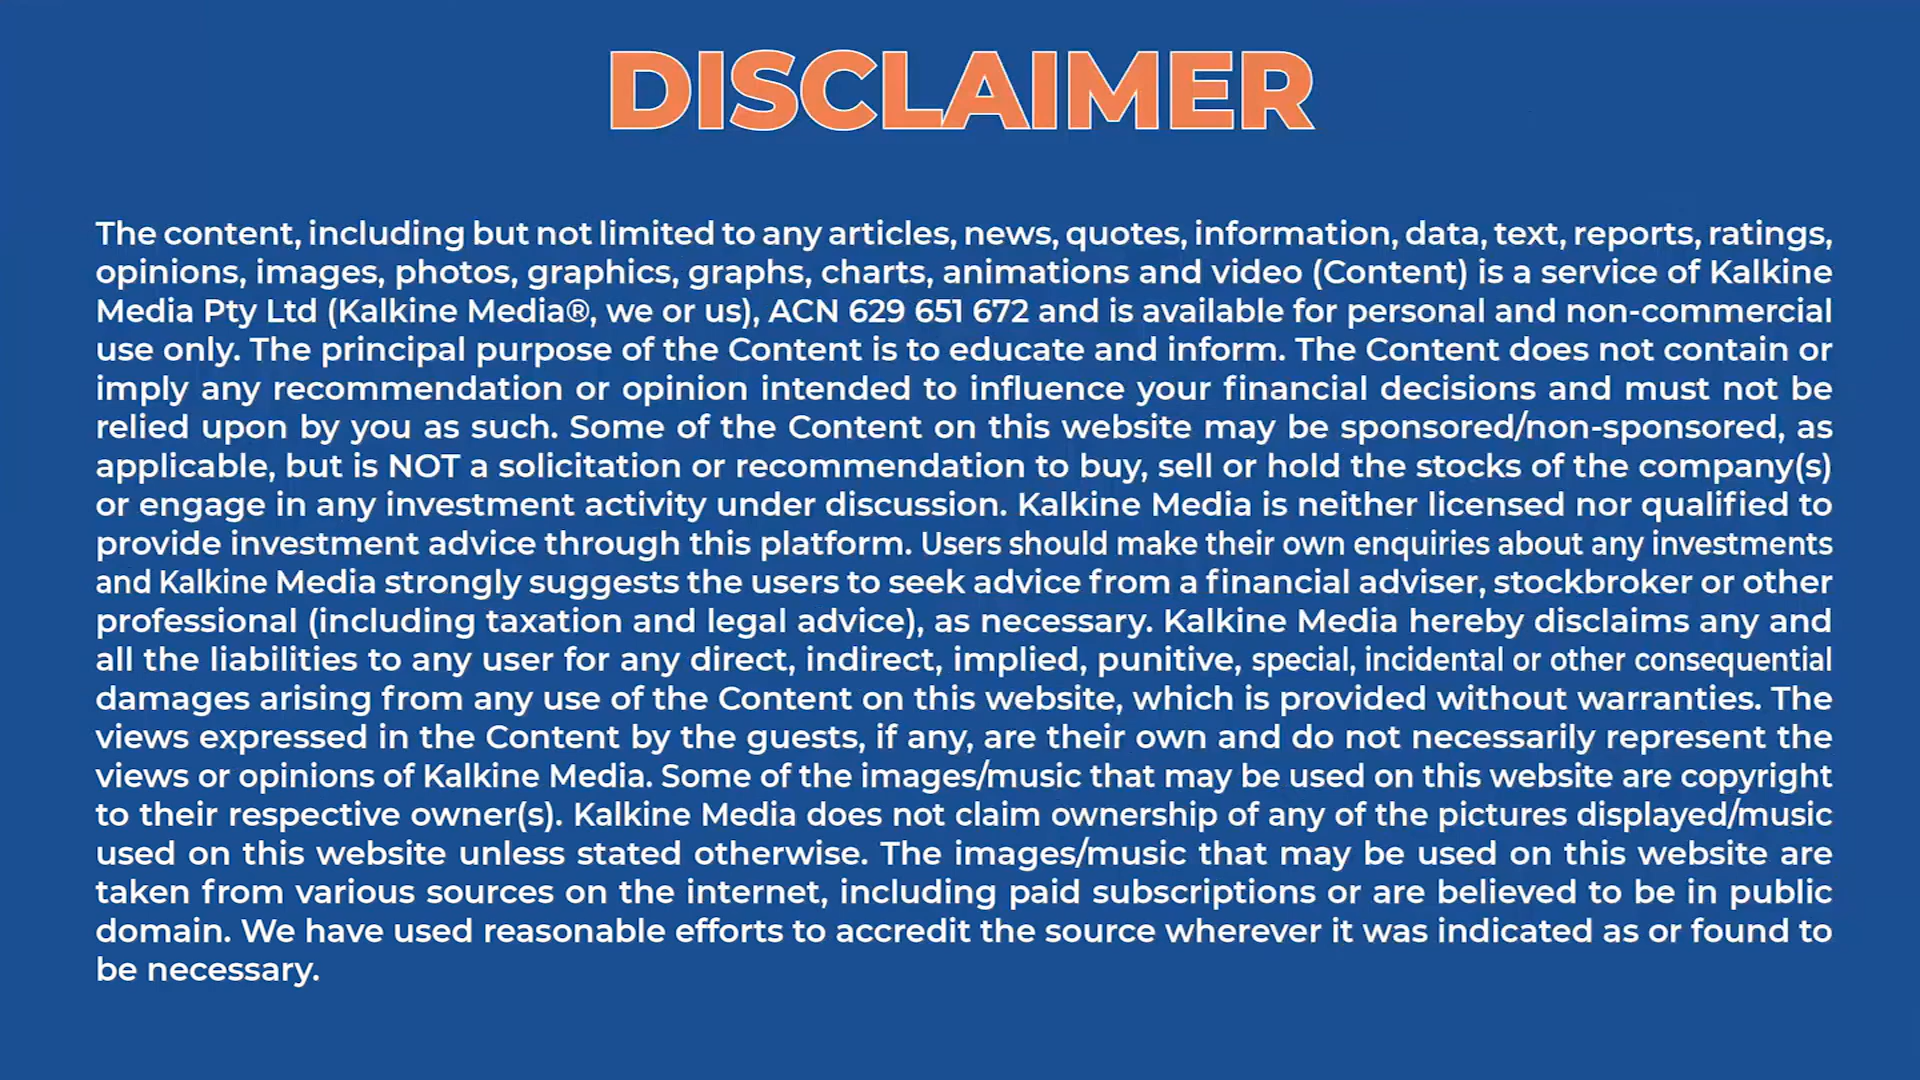 DISCLAIMER
The content, including but not limited to any articles, news, quotes, information, data, text, reports, ratings,
opinions, images, photos, graphics, graphs, charts, animations and video (Content) is a service of Kalkine
Media Pty Ltd (Kalkine Media®, we or us), ACN 629 651 672 and is available for personal and non-commercial
use only. The principal purpose of the Content is to educate and inform. The Content does not contain or
imply any recommendation or opinion intended to influence your financial decisions and must not be
relied upon by you as such. Some of the Content on this website may be sponsored/non-sponsored, as
applicable, but is NOT a solicitation or recommendation to buy, sell or hold the stocks of the company(s)
or engage in any investment activity under discussion. Kalkine Media is neither licensed nor qualified to
provide investment advice through this platform. Users should make their own enquiries about any investments
and Kalkine Media strongly suggests the users to seek advice from a financial adviser, stockbroker or other
professional (including taxation and legal advice), as necessary. Kalkine Media hereby disclaims any and
all the liabilities to any user for any direct, indirect, implied, punitive, special, incidental or other consequential
damages arising from any use of the Content on this website, which is provided without warranties. The
views expressed in the Content by the guests, if any, are their own and do not necessarily represent the
views or opinions of Kalkine Media. Some of the images/music that may be used on this website are copyright
to their respective owner(s). Kalkine Media does not claim ownership of any of the pictures displayed/music
used on this website unless stated otherwise. The images/music that may be used on this website are
taken from various sources on the internet, including paid subscriptions or are believed to be in public
domain. We have used reasonable efforts to accredit the source wherever it was indicated as or found to
be necessary.